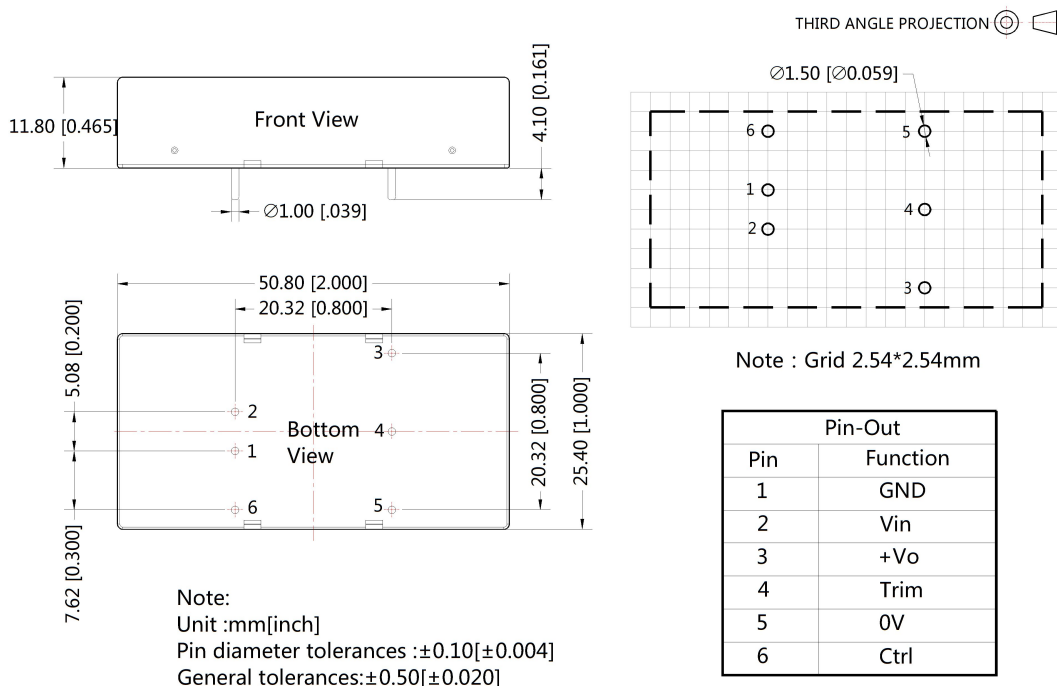 THIRD ANGLE PROJECTION
11.80 [0.465]
Front View
4.10 [0.161]
∅1.00 [.039]
∅1.50 [∅0.059]
6
5
1
4
2
3
Note : Grid 2.54*2.54mm
50.80 [2.000]
20.32 [0.800]
5.08 [0.200]
7.62 [0.300]
3
2
Bottom
View
4
1
6
5
20.32 [0.800]
25.40 [1.000]
Pin-Out
Pin Function
1 GND
2 Vin
3 +Vo
4 Trim
5 0V
6 Ctrl
Note:
Unit :mm[inch]
Pin diameter tolerances :±0.10[±0.004]
General tolerances:±0.50[±0.020]